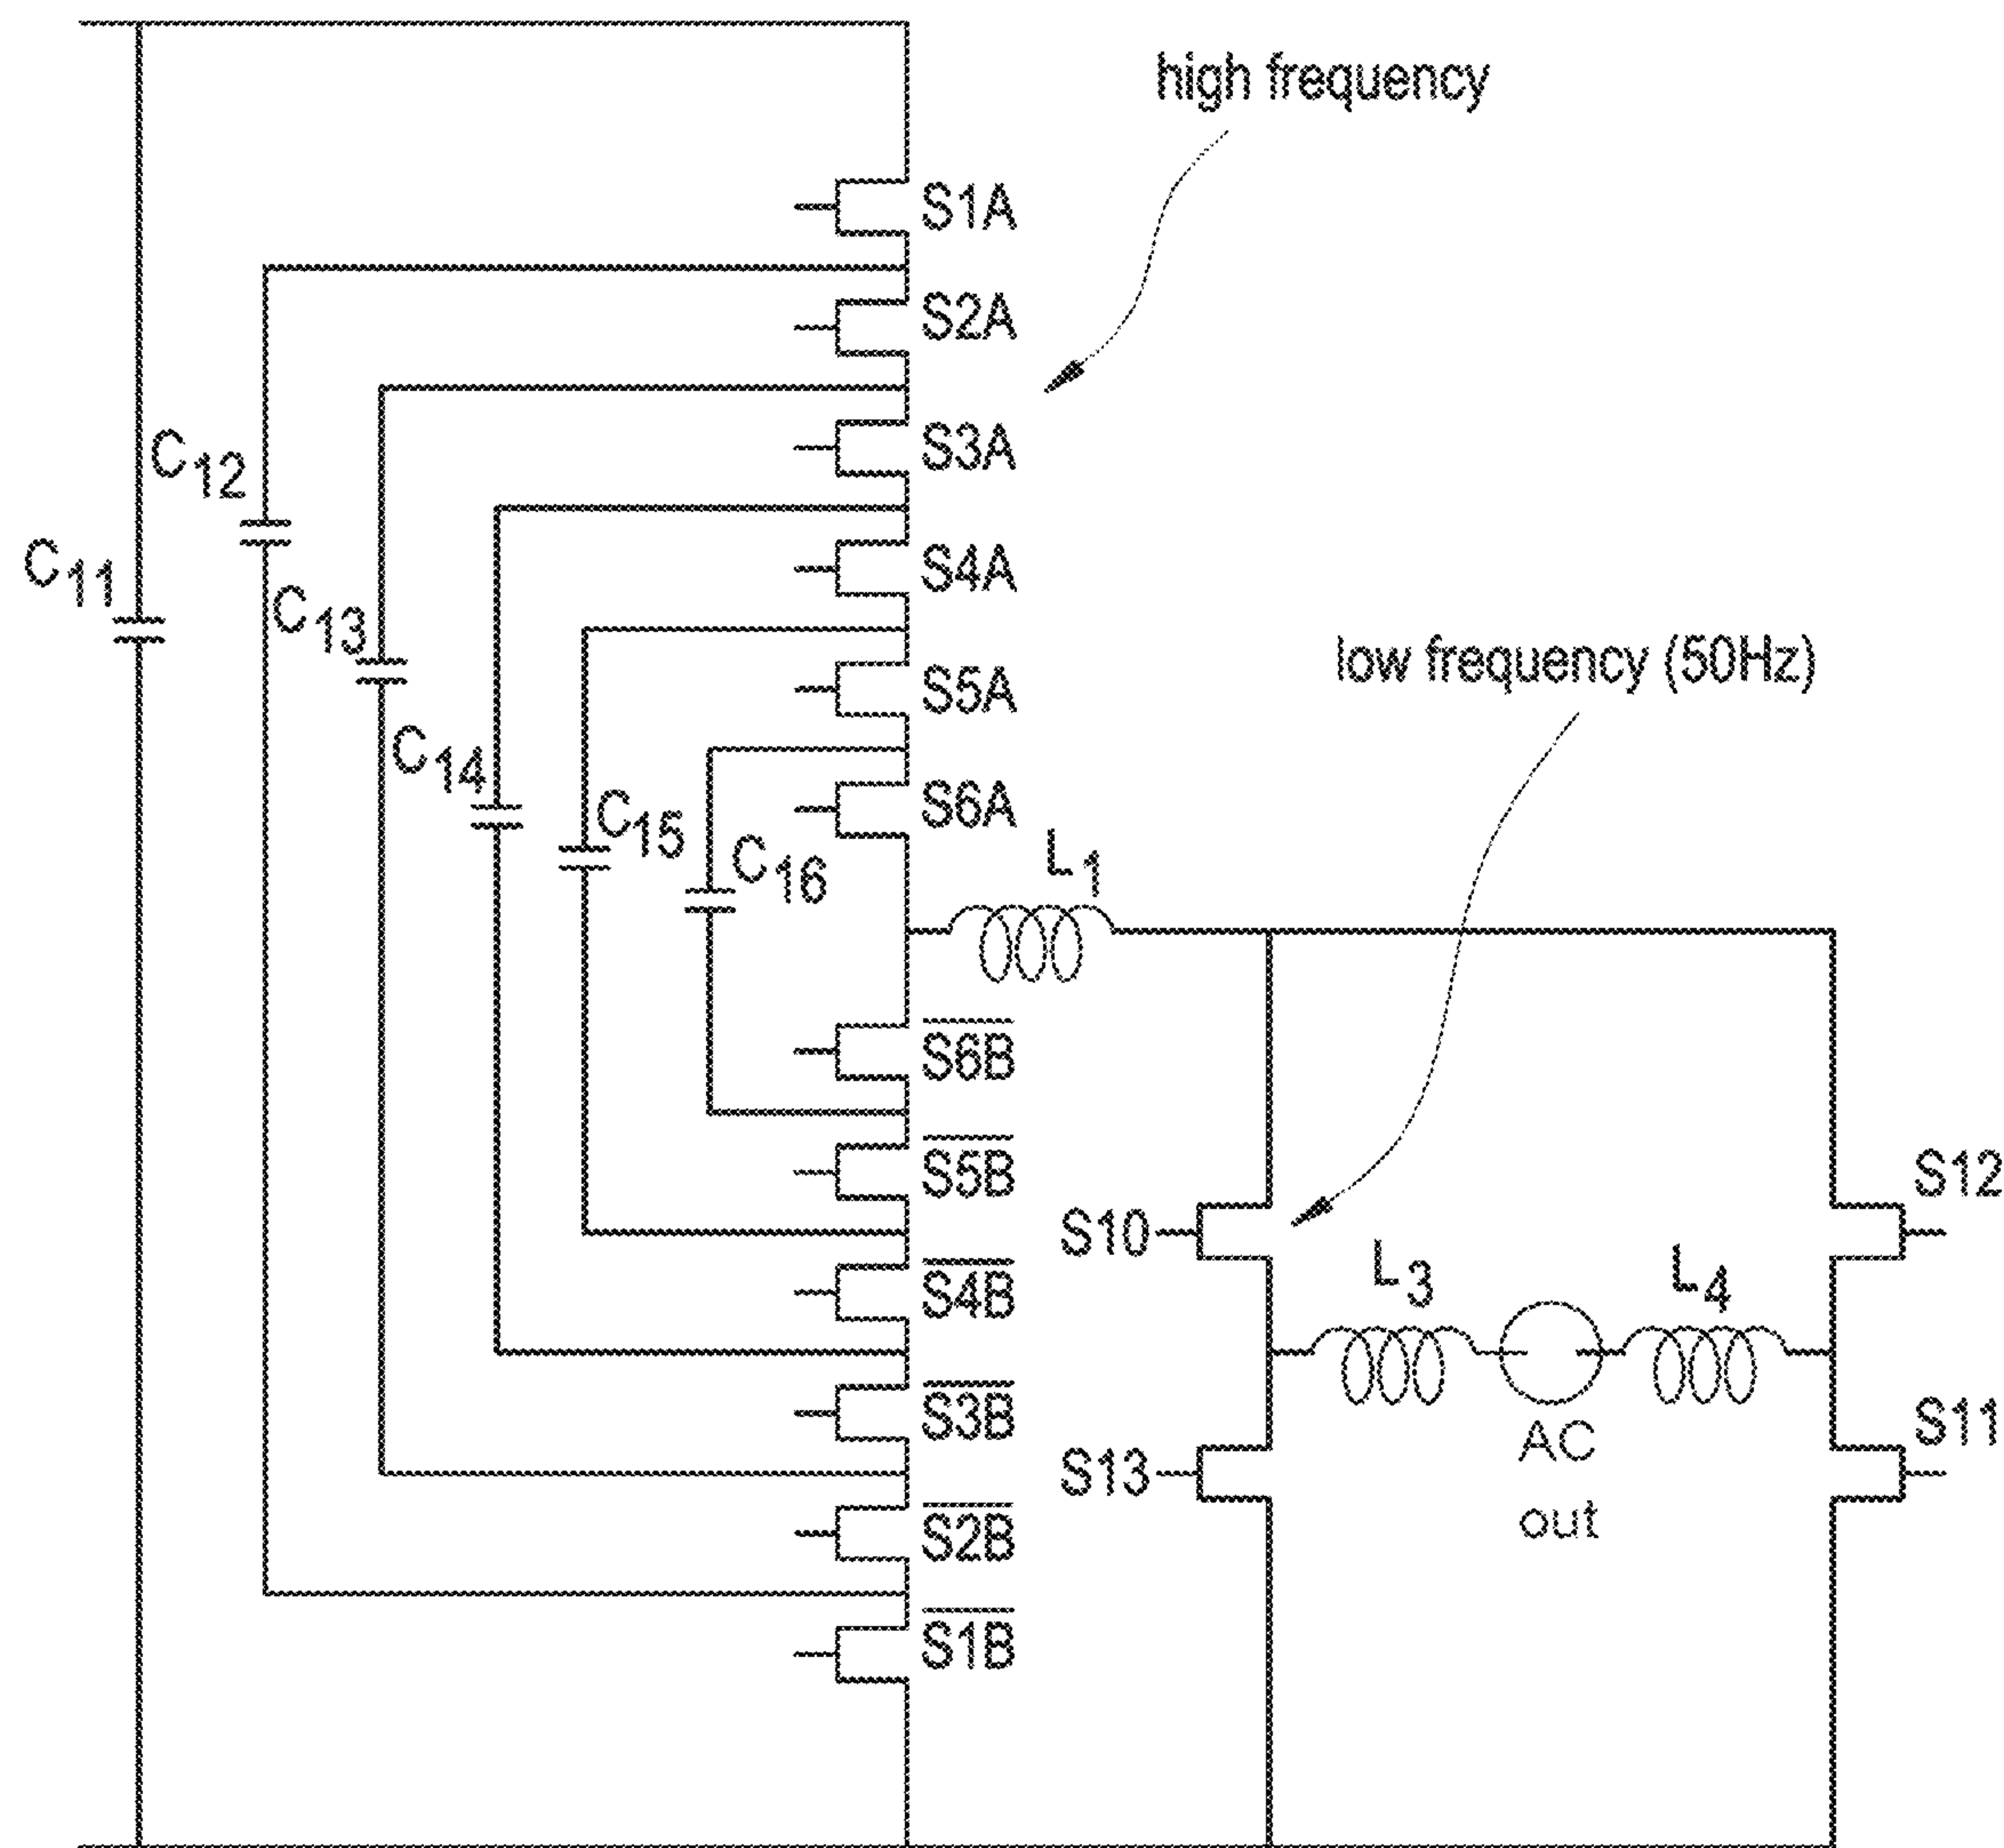 high frequency
S1A
S2A
S3A
C12
S4A
C11
C13
low frequency (50Hz)
S5A
C14
S6A
C15
C16
L1
S6B
S5B
S12
S10
S4B
L3
L4
S3B
S11
AC
S13
out
S2B
S1B